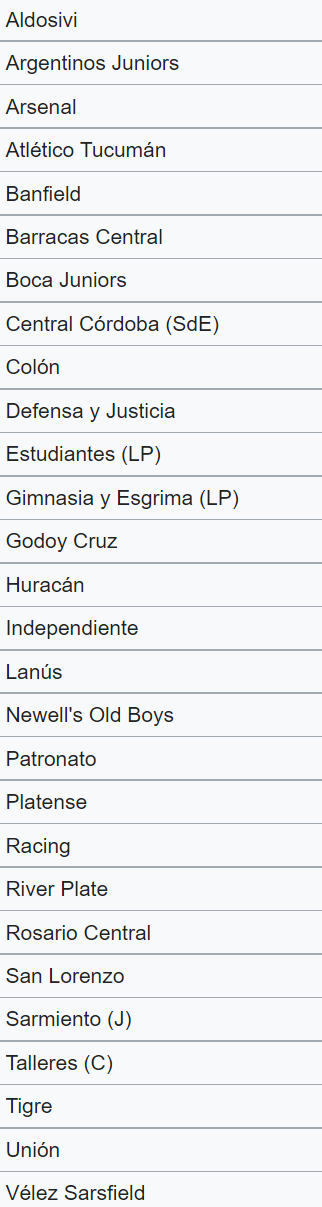 Aldosivi
Argentinos Juniors
Arsenal
Atlético Tucumán
Banfield
Barracas Central
Boca Juniors
Central Córdoba (SdE)
Colón
Defensa y Justicia
Estudiantes (LP)
Gimnasia y Esgrima (LP)
Godoy Cruz
Huracán
Independiente
Lanús
Newell's Old Boys
Patronato
Platense
Racing
River Plate
Rosario Central
San Lorenzo
Sarmiento (J)
Talleres (C)
Tigre
Unión
Vélez Sarsfield